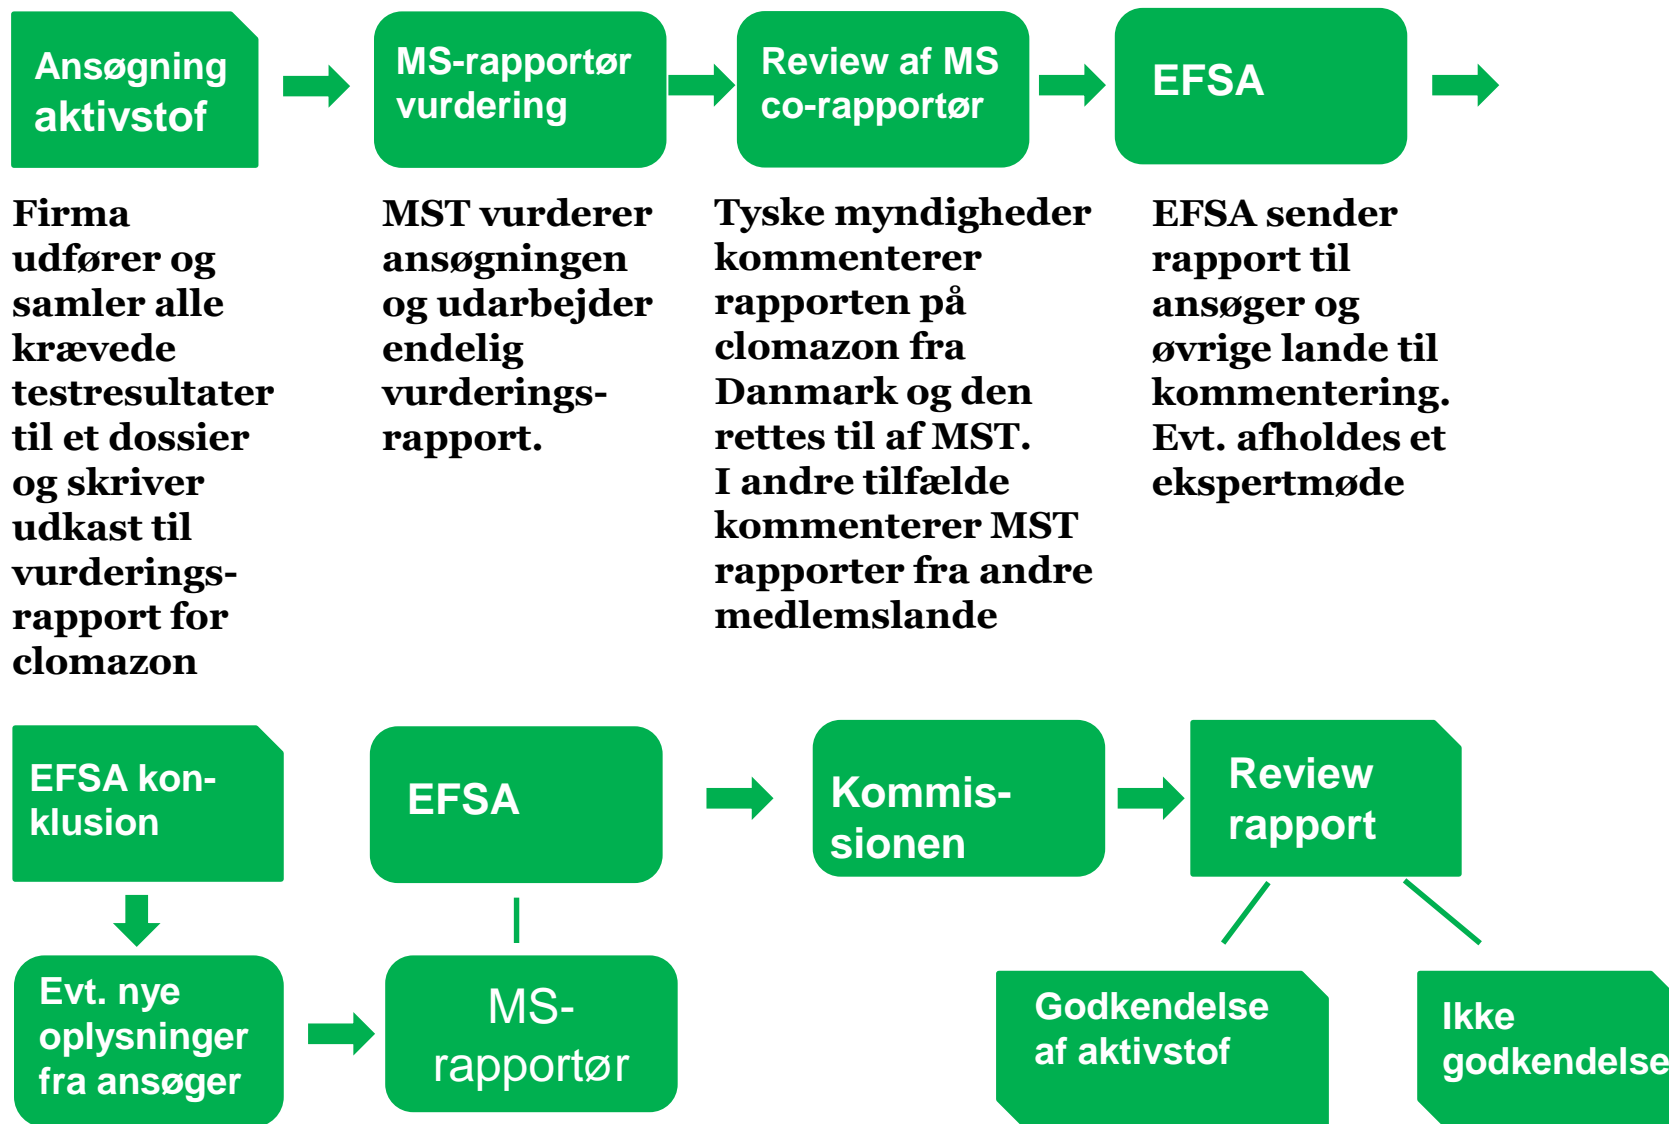 Ansøgning
aktivstof
MS-rapportør
vurdering
Review af MS
co-rapportør
EFSA
Firma
udfører og
samler alle
krævede
testresultater
til et dossier
og skriver
udkast til
vurderings-
rapport for
clomazon
MST vurderer
ansøgningen
og udarbejder
endelig
vurderings-
rapport.
Tyske myndigheder
kommenterer
rapporten på
clomazon fra
Danmark og den
rettes til af MST.
I andre tilfælde
kommenterer MST
rapporter fra andre
medlemslande
EFSA sender
rapport til
ansøger og
øvrige lande til
kommentering.
Evt. afholdes et
ekspertmøde
EFSA kon-
klusion
EFSA
Kommis-
sionen
Review
rapport
Evt. nye
oplysninger
fra ansøger
MS-
rapportør
Godkendelse
af aktivstof
Ikke
godkendelse